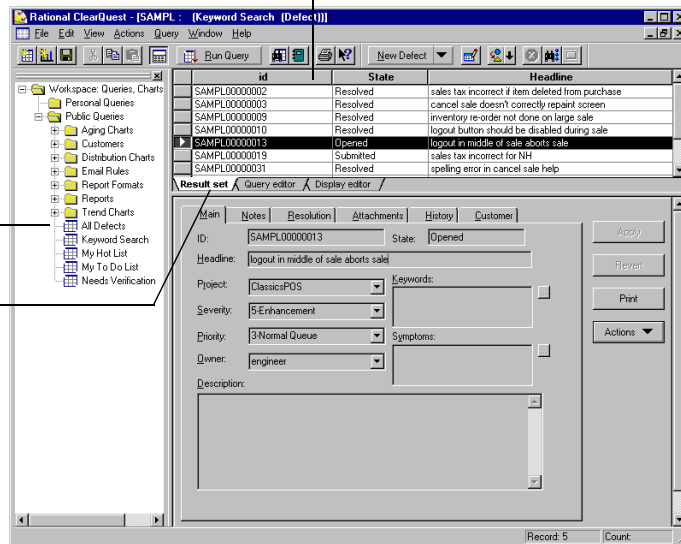 Rational ClearQuest - [SAMPL : (Keyword Search (Defect))]
File Edit View Actions Query Window Help
Run Query New Defect
Workspace: Queries, Charts
Personal Queries
Public Queries
Aging Charts
Customers
Distribution Charts
Email Rules
Report Formats
Reports
Trend Charts
All Defects
Keyword Search
My Hot List
My To Do List
Needs Verification
id State Headline
SAMPL00000002 Resolved sales tax incorrect if item deleted from purchase
SAMPL00000003 Resolved cancel sale doesn't correctly repaint screen
SAMPL00000009 Resolved inventory re-order not done on large sale
SAMPL00000010 Resolved logout button should be disabled during sale
SAMPL00000013 Opened logout in middle of sale aborts sale
SAMPL00000019 Submitted sales tax incorrect for NH
SAMPL00000031 Resolved spelling error in cancel sale help
Result set Query editor Display editor
Main Notes Resolution Attachments History Customer
ID: SAMPL00000013 State: Opened
Apply
Headline: logout in middle of sale aborts sale
Revert
Project: ClassicsPOS Keywords:
Print
Severity: 5-Enhancement
Actions
Priority: 3-Normal Queue Symptoms:
Owner: engineer
Description:
Record: 5 Count: